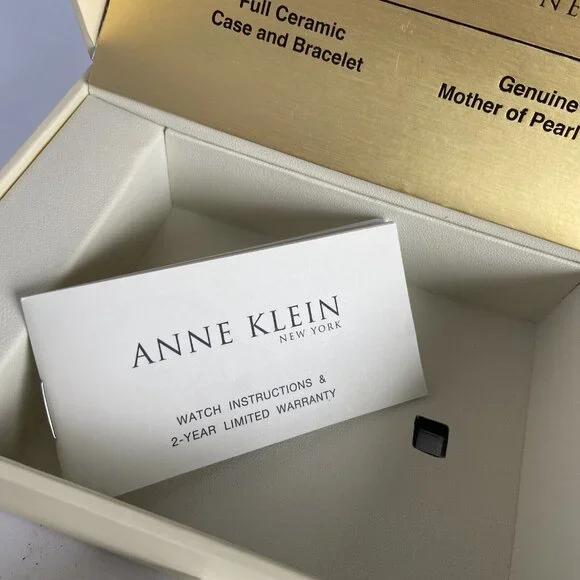 NE
Full Ceramic
Case and Bracelet
Genuine
Mother of Pearl
ANNE KLEIN
NEW YORK
WATCH INSTRUCTIONS &
2-YEAR LIMITED WARRANTY